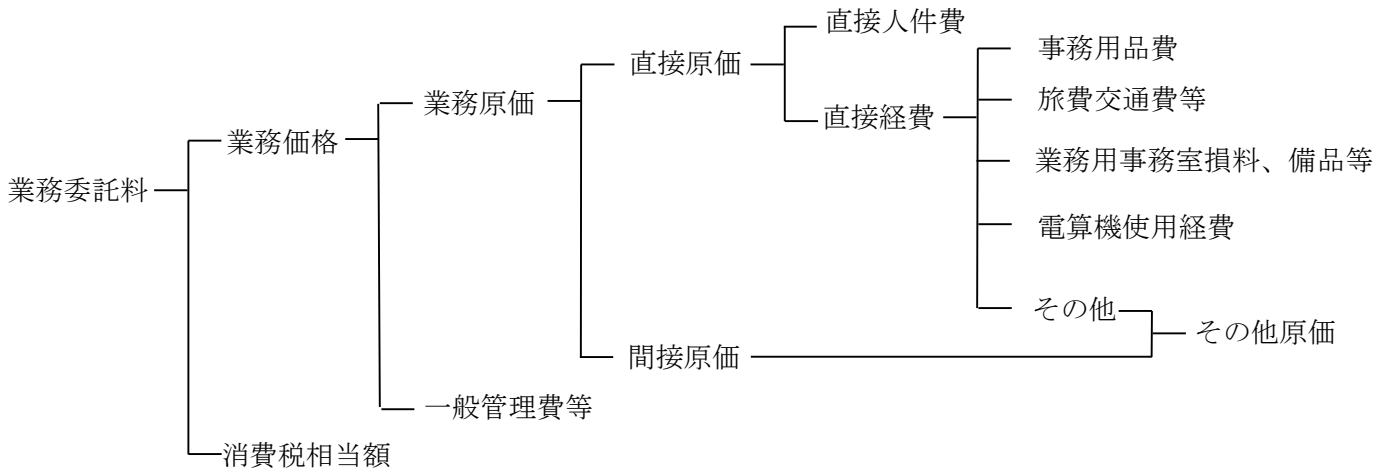 業務委託料
業務価格
消費税相当額
業務原価
一般管理費等
直接原価
間接原価
直接人件費
直接経費
事務用品費
旅費交通費等
業務用事務室損料、備品等
電算機使用経費
その他
その他原価